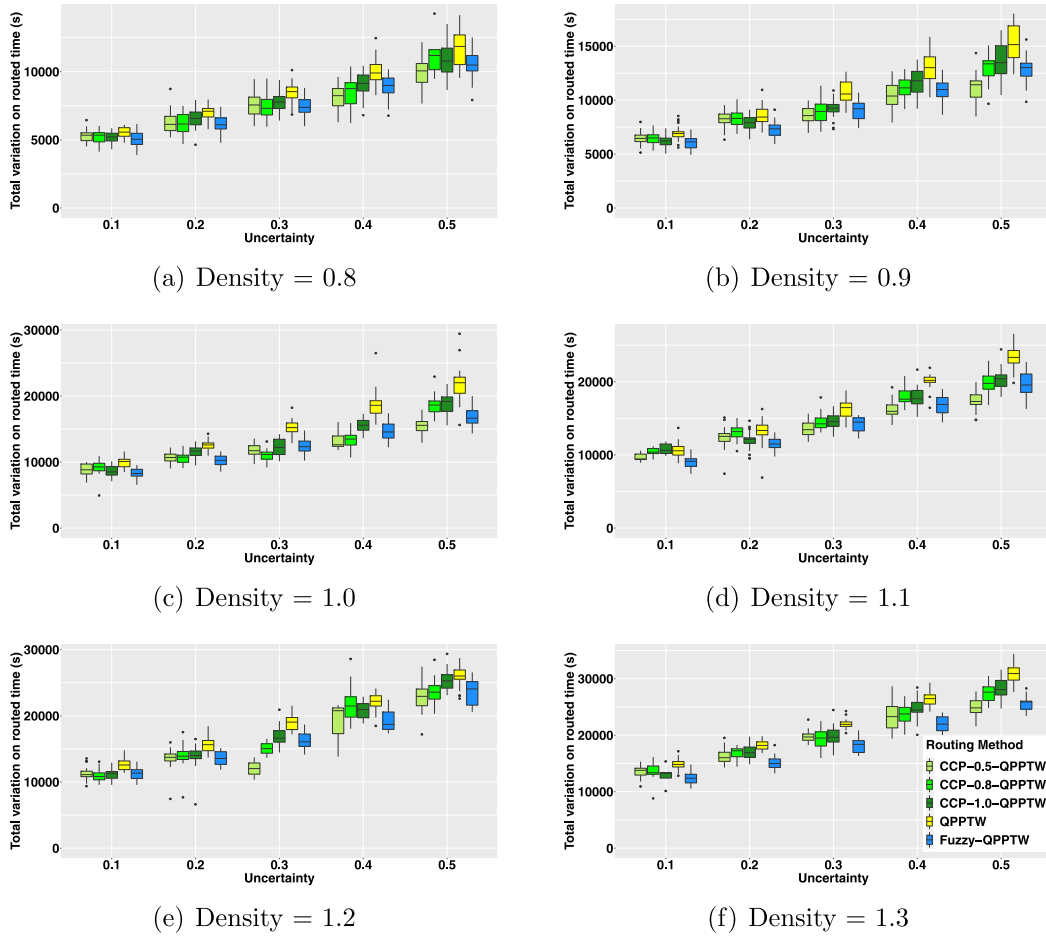 Total variation on routed time (s)
10000
5000
0
0.1 0.2 0.3 0.4 0.5
Uncertainty
(a) Density = 0.8
Total variation on routed time (s)
15000
10000
5000
0
0.1 0.2 0.3 0.4 0.5
Uncertainty
(b) Density = 0.9
Total variation on routed time (s)
30000
20000
10000
0
0.1 0.2 0.3 0.4 0.5
Uncertainty
(c) Density = 1.0
Total variation on routed time (s)
20000
10000
0
0.1 0.2 0.3 0.4 0.5
Uncertainty
(d) Density = 1.1
Total variation on routed time (s)
30000
20000
10000
0
0.1 0.2 0.3 0.4 0.5
Uncertainty
(e) Density = 1.2
Total variation on routed time (s)
30000
20000
10000
0
0.1 0.2 0.3 0.4 0.5
Uncertainty
Routing Method
CCP−0.5−QPPTW
CCP−0.8−QPPTW
CCP−1.0−QPPTW
QPPTW
Fuzzy−QPPTW
(f) Density = 1.3